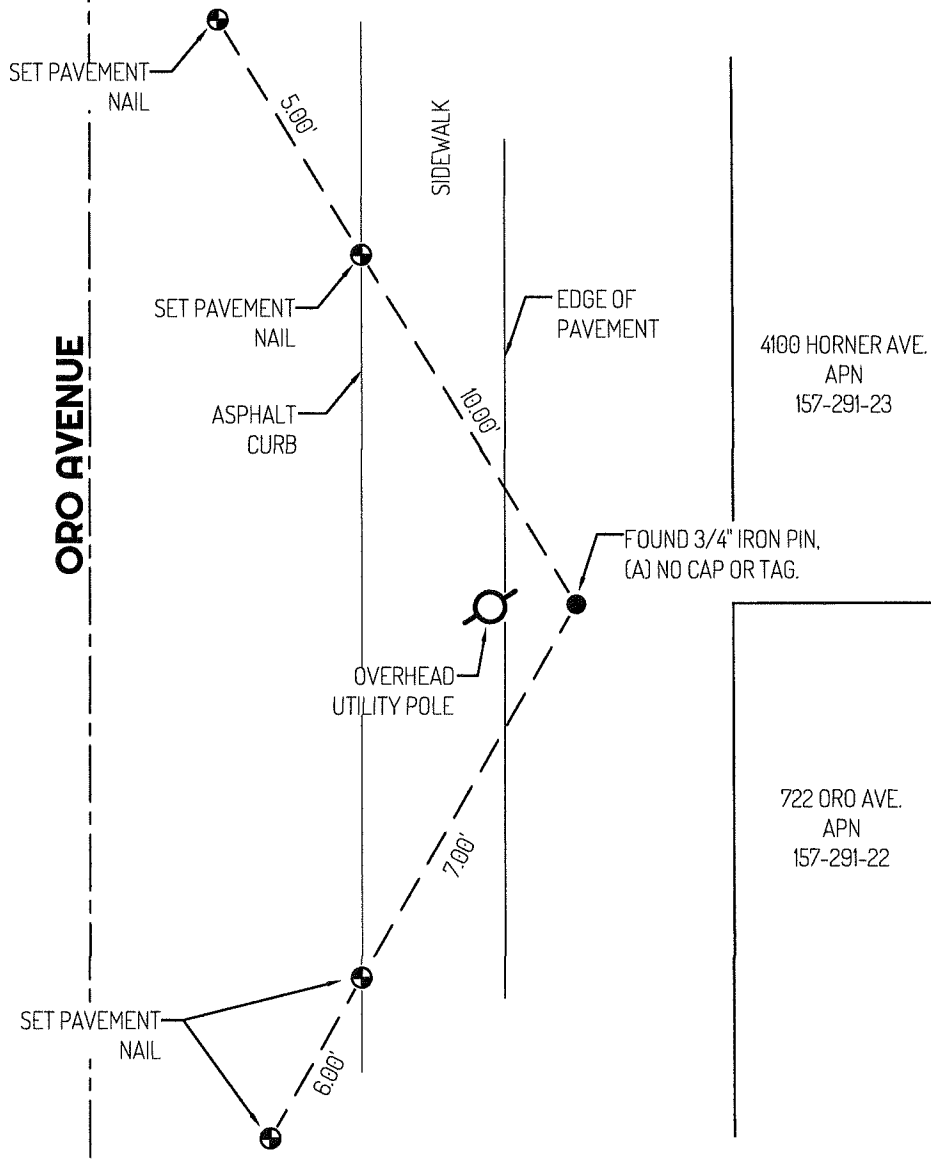 SET PAVEMENT
NAIL
5.00'
SIDEWALK
SET PAVEMENT
NAIL
EDGE OF
PAVEMENT
ORO AVENUE
4100 HORNER AVE.
APN
157-291-23
ASPHALT
CURB
10.00'
FOUND 3/4" IRON PIN,
(A) NO CAP OR TAG.
OVERHEAD
UTILITY POLE
722 ORO AVE.
APN
157-291-22
7.00'
SET PAVEMENT
NAIL
6.00'